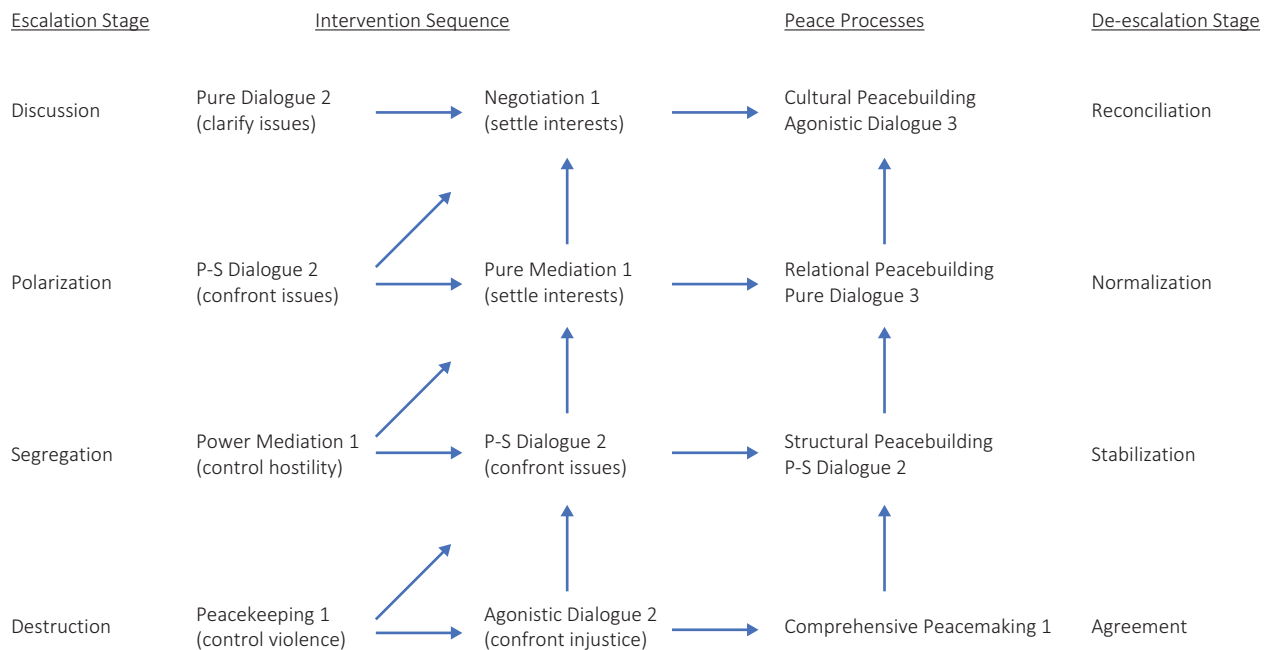 Escalation Stage
Intervention Sequence
Peace Processes
De-escalation Stage
Discussion
Pure Dialogue 2
(clarify issues)
Negotiation 1
(settle interests)
Cultural Peacebuilding
Agonistic Dialogue 3
Reconciliation
Polarization
P-S Dialogue 2
(confront issues)
Pure Mediation 1
(settle interests)
Relational Peacebuilding
Pure Dialogue 3
Normalization
Segregation
Power Mediation 1
(control hostility)
P-S Dialogue 2
(confront issues)
Structural Peacebuilding
P-S Dialogue 2
Stabilization
Destruction
Peacekeeping 1
(control violence)
Agonistic Dialogue 2
(confront injustice)
Comprehensive Peacemaking 1
Agreement